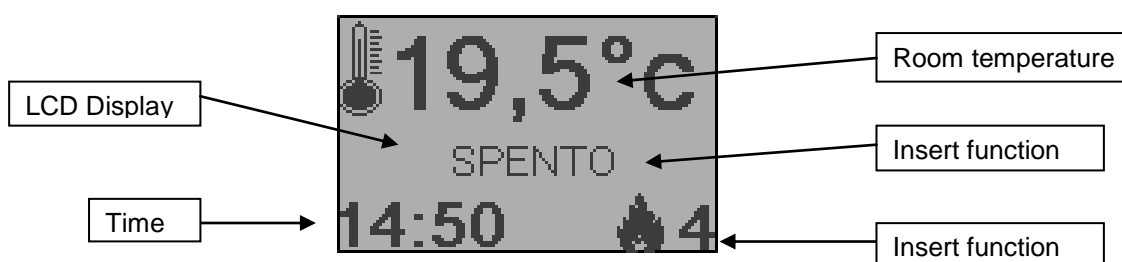 19,5°C
Room temperature
LCD Display
SPENTO
Insert function
Time
14:50
4
Insert function